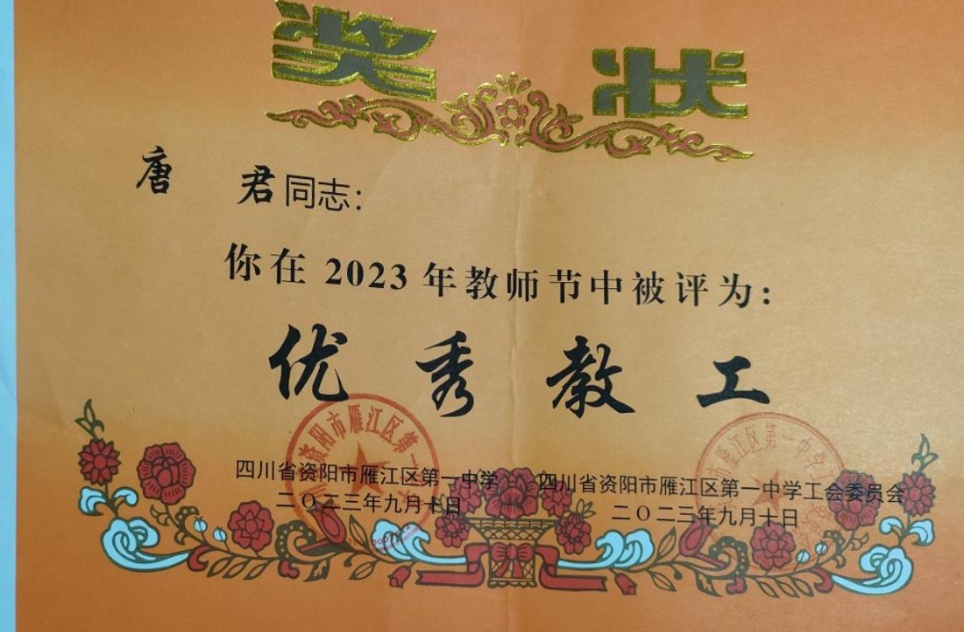 奖状
唐 君同志：
你在 2023 年教师节中被评为：
优秀教工
四川省资阳市雁江区第一中学
二〇二三年九月十日
四川省资阳市雁江区第一中学工会委员会
二〇二三年九月十日